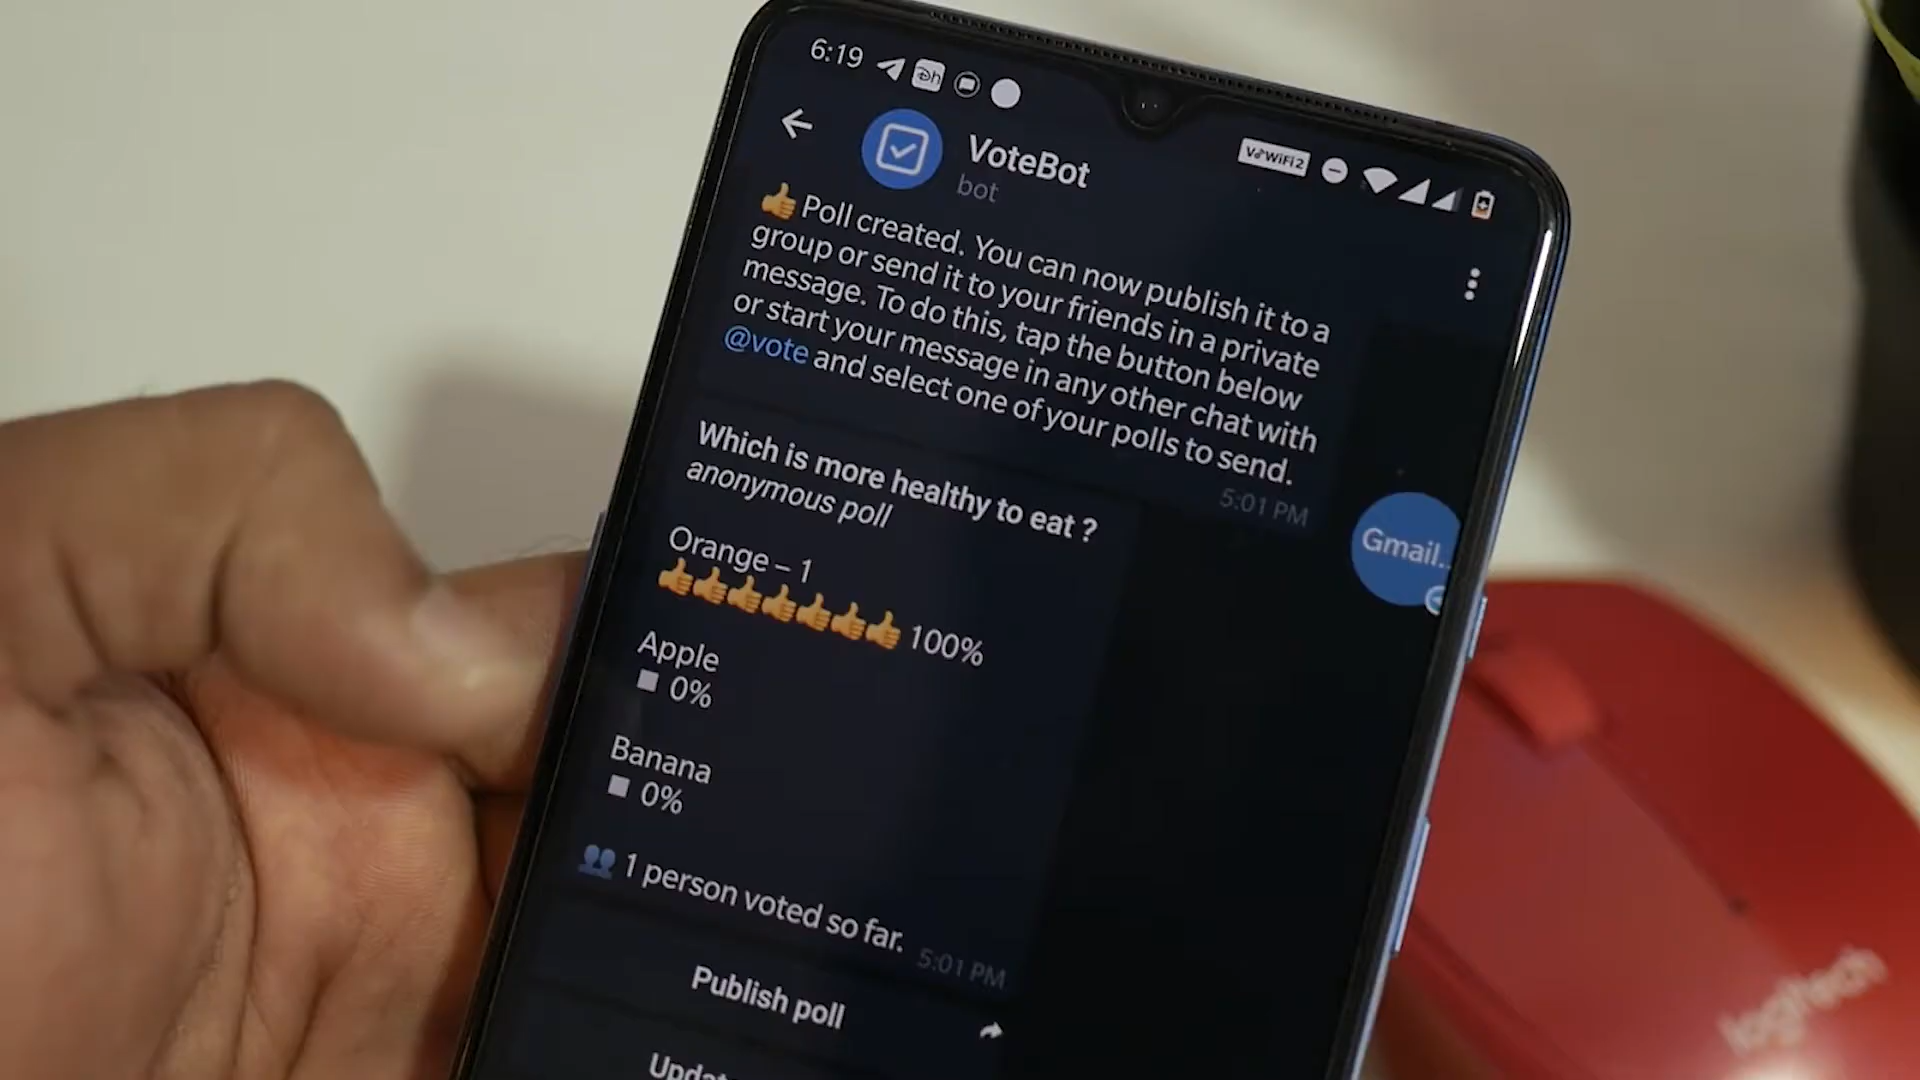 6:19
VoWiFi2
VoteBot
bot
👍Poll created. You can now publish it to a
group or send it to your friends in a private
message. To do this, tap the button below
or start your message in any other chat with
@vote and select one of your polls to send.
5:01 PM
Which is more healthy to eat ?
anonymous poll
Gmail...
Orange – 1
👍👍👍👍👍👍👍 100%
Apple
0%
Banana
0%
👥 1 person voted so far.
5:01 PM
Publish poll
logitech